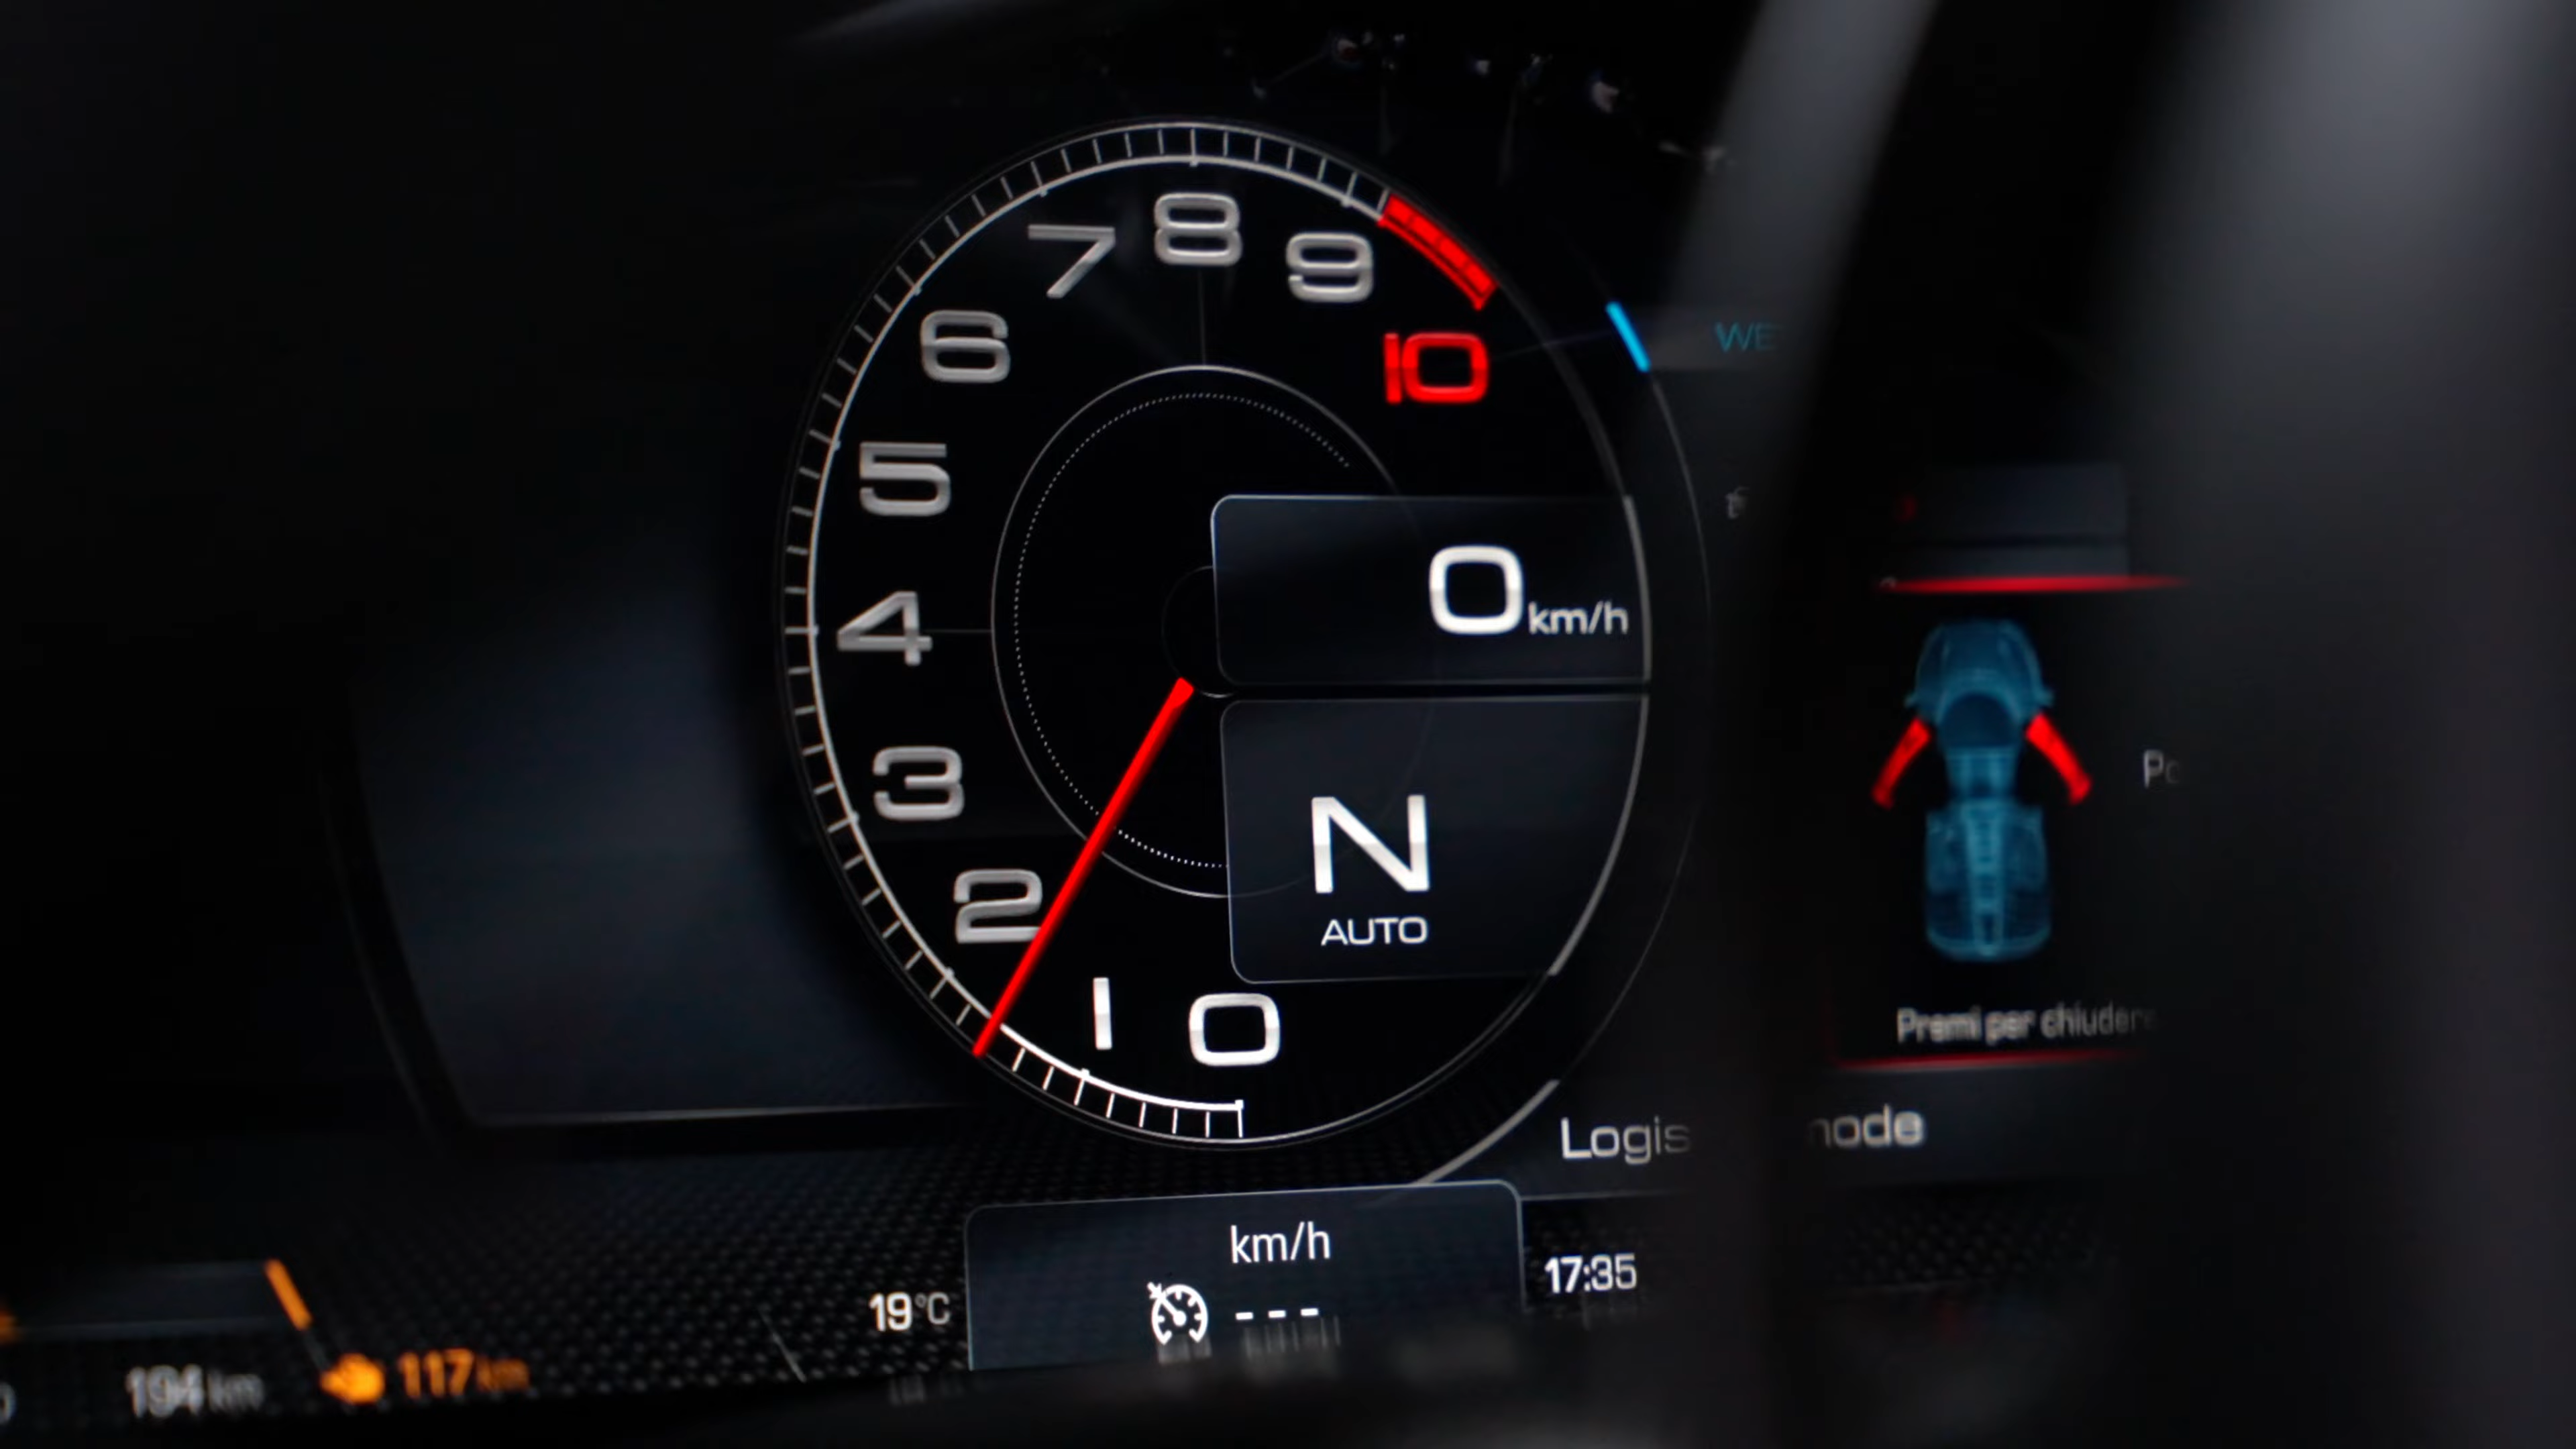 8
7
9
6
10
WE
5
0 km/h
4
3
N
AUTO
2
1
0
Premi per chiudere
Logis
mode
km/h
17:35
19°C
---
194 km
117 km